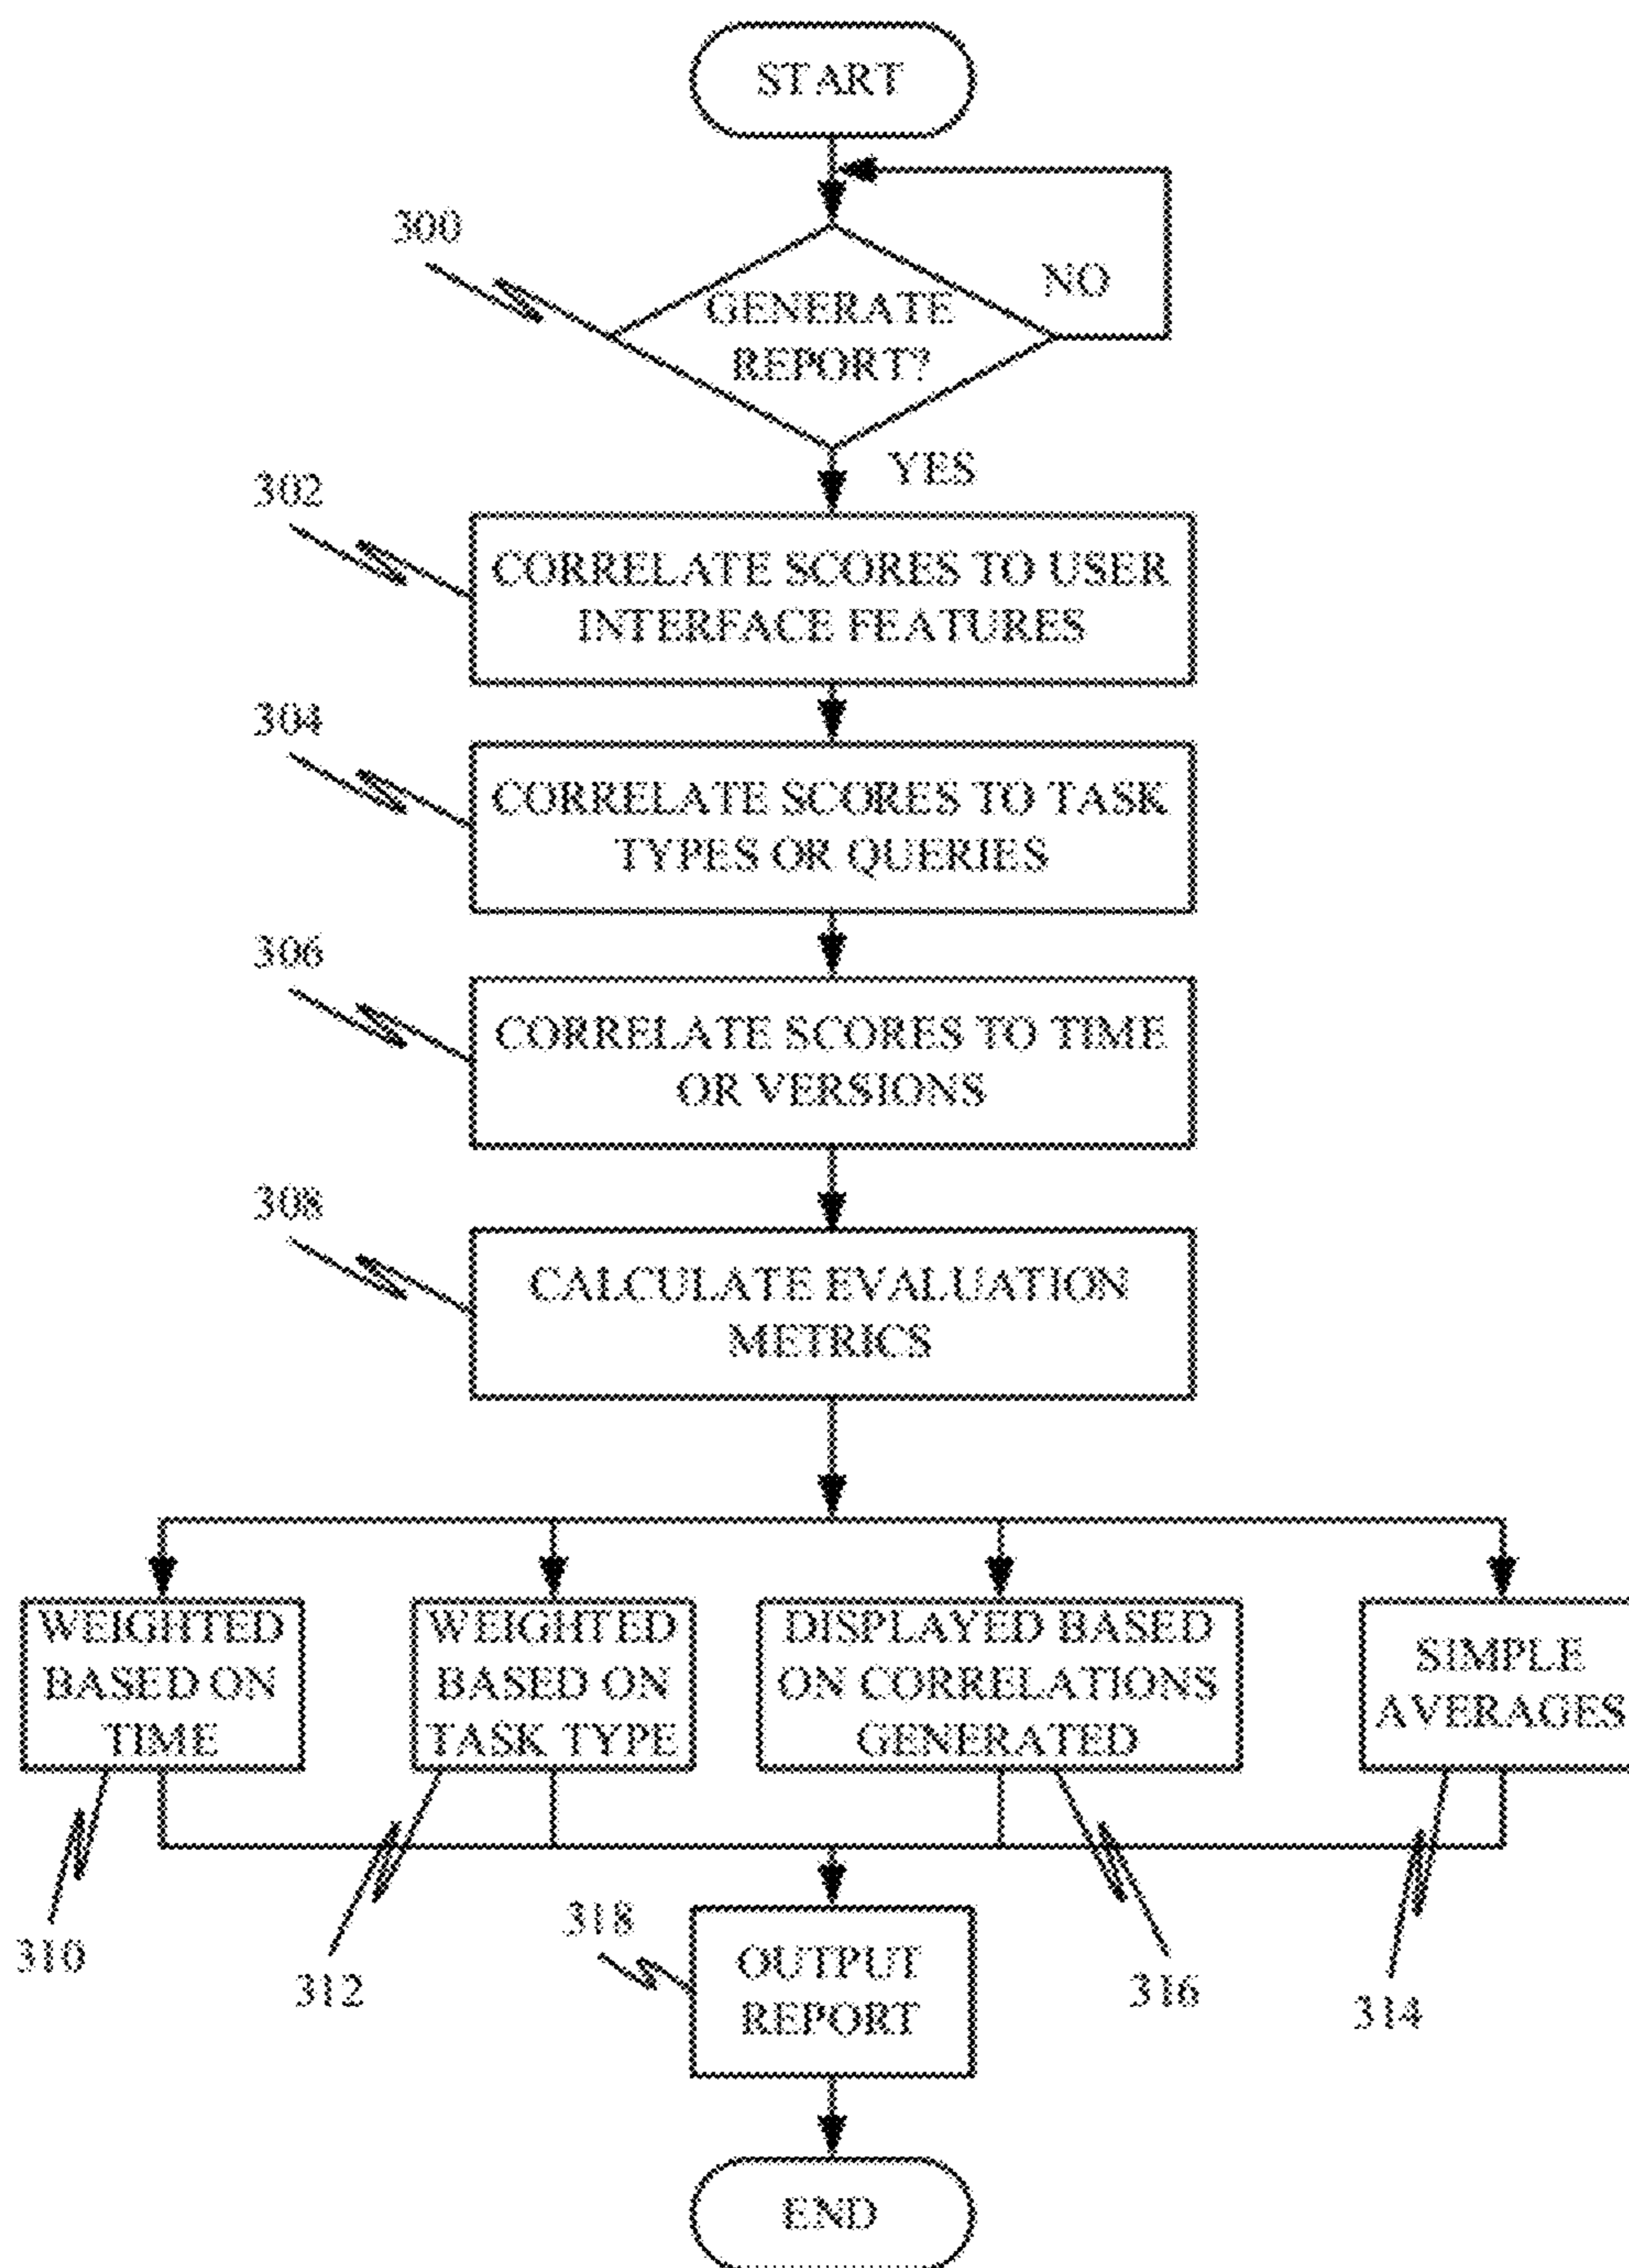 START
300
NO
GENERATE
REPORT?
YES
302
CORRELATE SCORES TO USER
INTERFACE FEATURES
304
CORRELATE SCORES TO TASK
TYPES OR QUERIES
306
CORRELATE SCORES TO TIME
OR VERSIONS
308
CALCULATE EVALUATION
METRICS
WEIGHTED
BASED ON
TIME
WEIGHTED
BASED ON
TASK TYPE
DISPLAYED BASED
ON CORRELATIONS
GENERATED
SIMPLE
AVERAGES
310
312
318
316
314
OUTPUT
REPORT
END